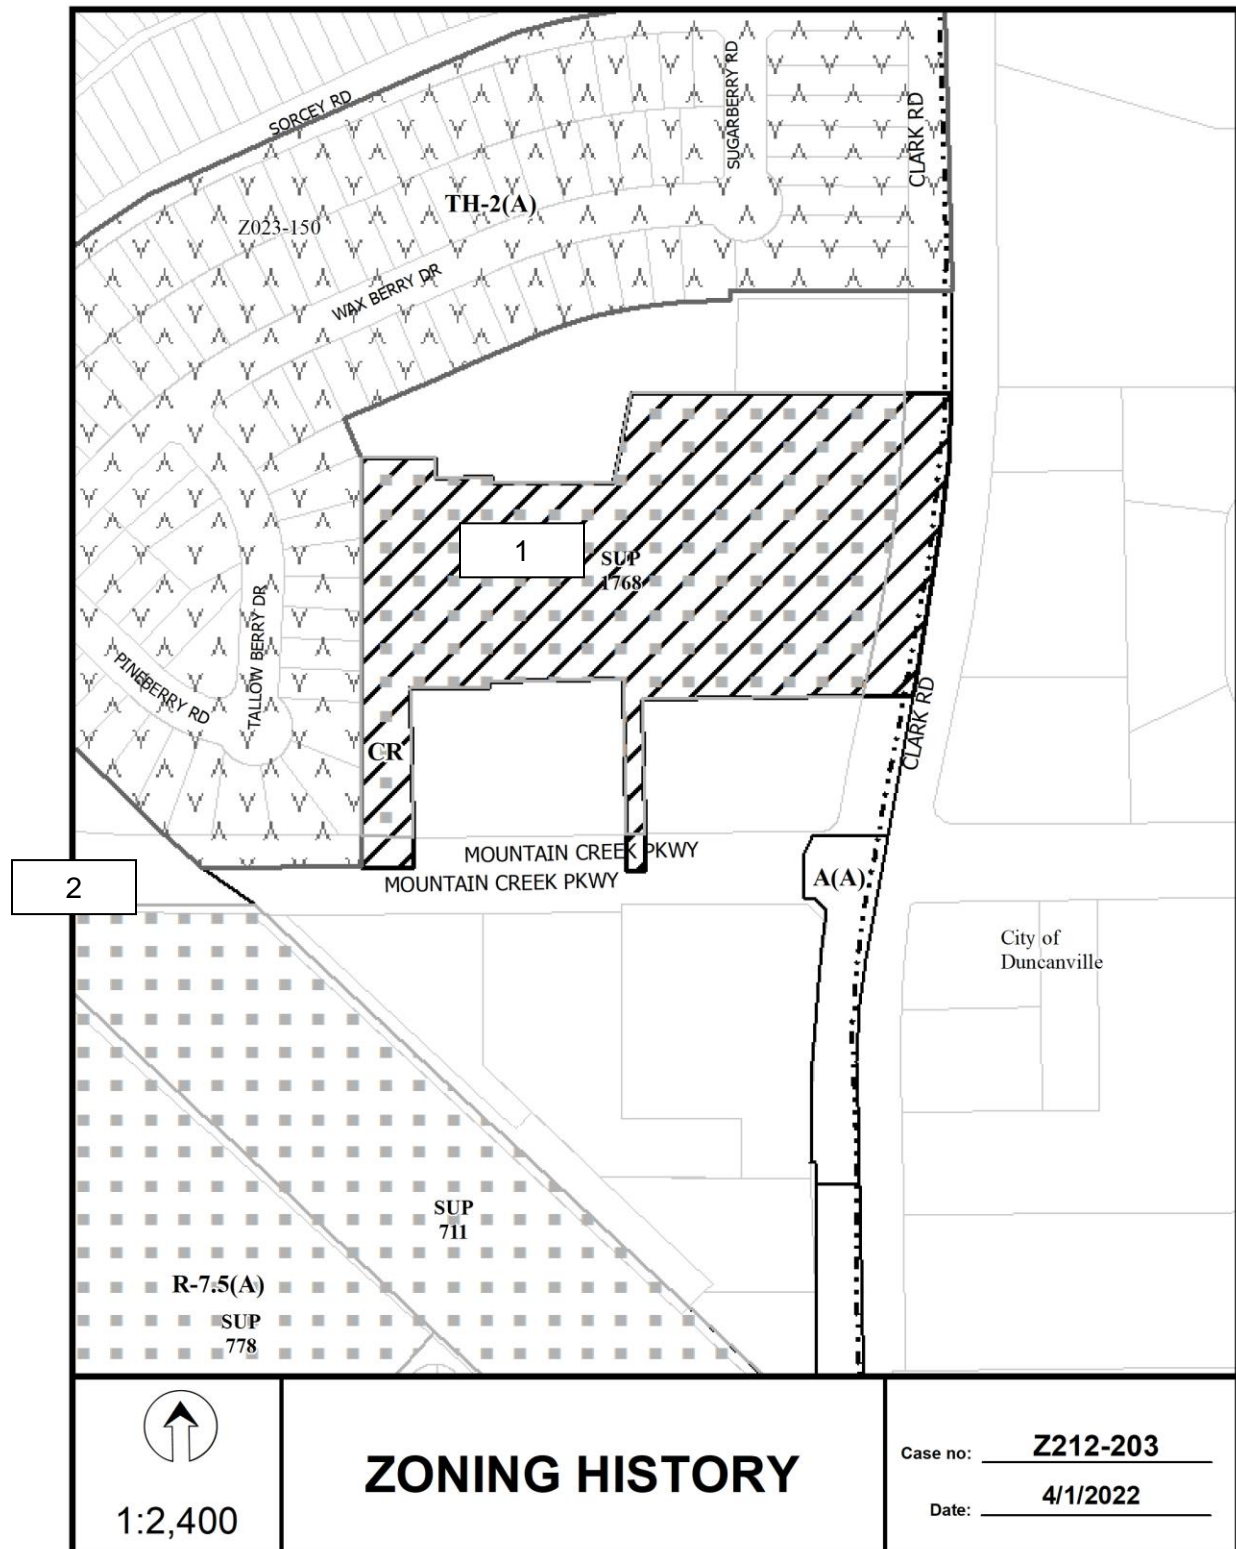 SORCEY RD
SUGARBERRY RD
CLARK RD
TH-2(A)
Z023-150
WAX BERRY DR
1
SUP
1768
TALLOW BERRY DR
PINEBERRY RD
CLARK RD
CR
MOUNTAIN CREEK PKWY
MOUNTAIN CREEK PKWY
2
A(A)
City of
Duncanville
SUP
711
R-7.5(A)
SUP
778
1:2,400
ZONING HISTORY
Case no: Z212-203
Date: 4/1/2022